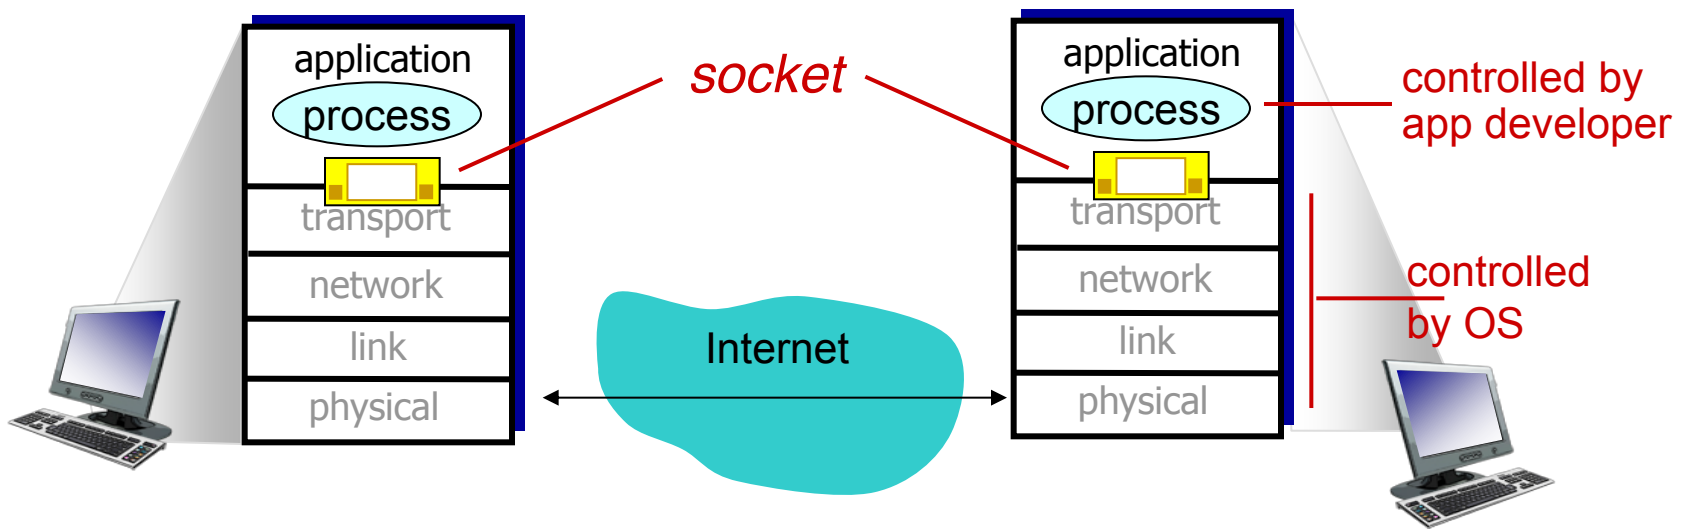 application
process
transport
network
link
physical
socket
Internet
application
process
transport
network
link
physical
controlled by
app developer
controlled
by OS